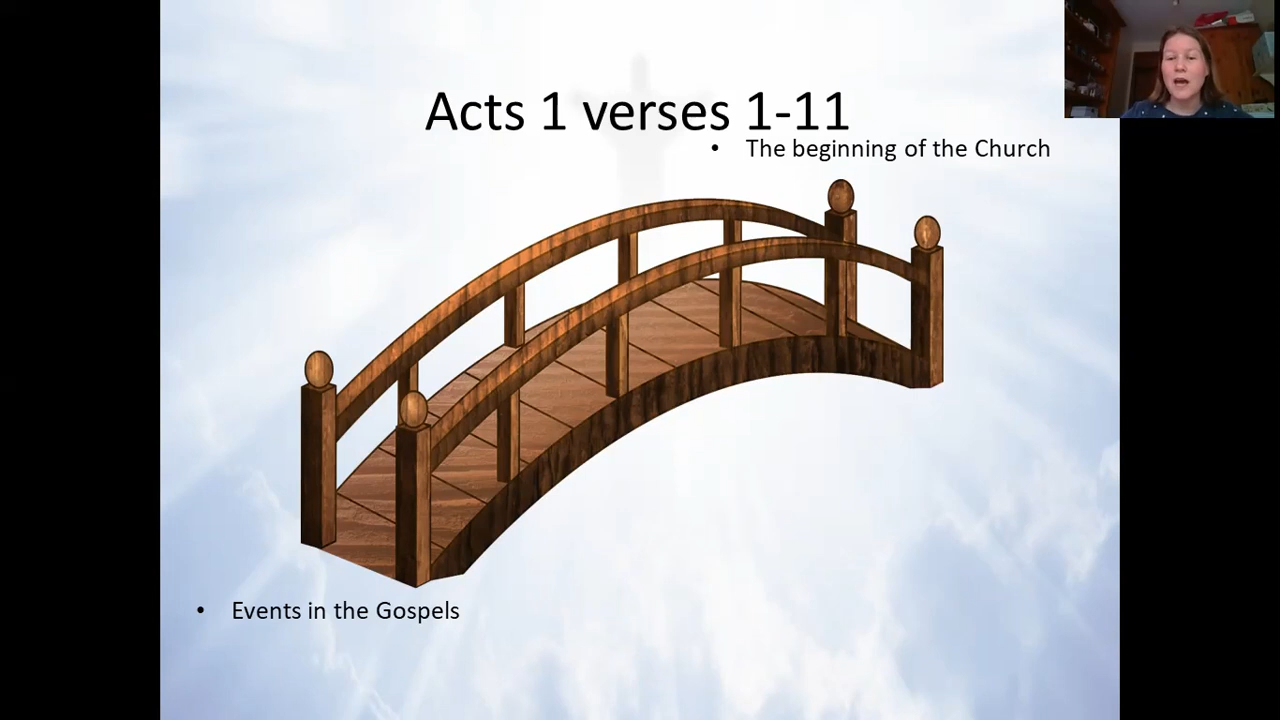 Acts 1 verses 1-11
• The beginning of the Church
• Events in the Gospels